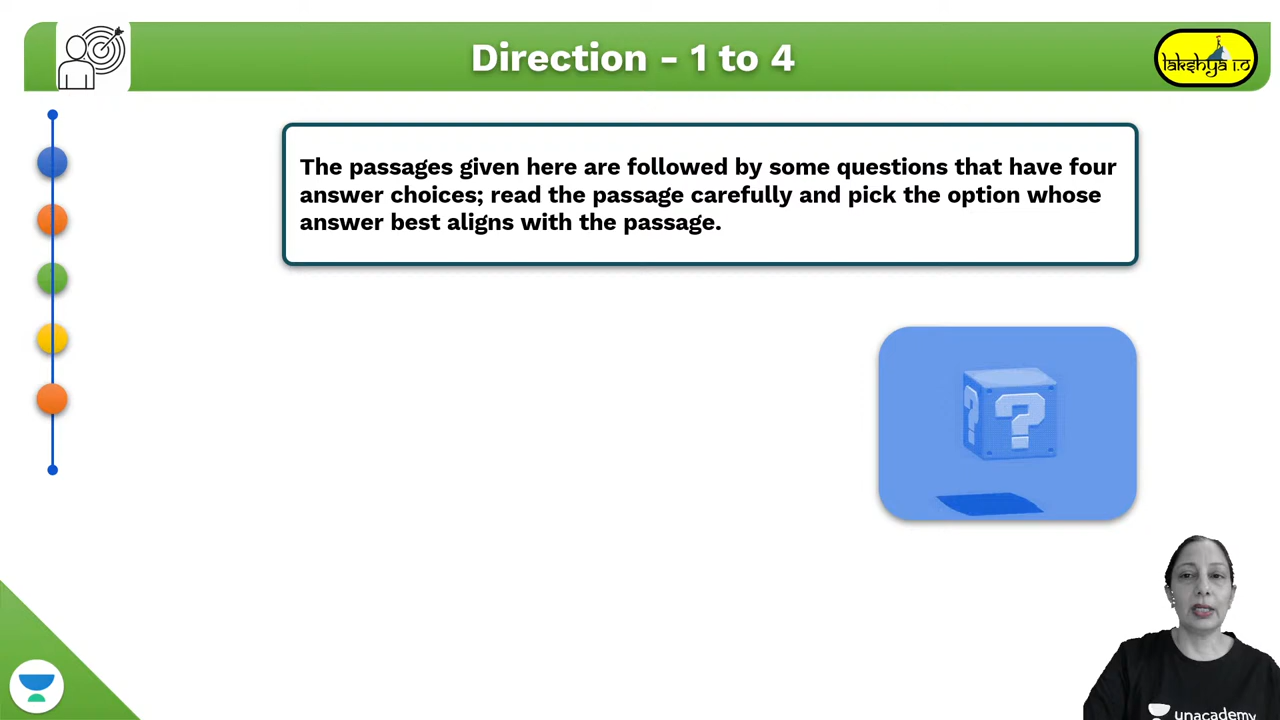 Direction - 1 to 4
lakshya 1.0
The passages given here are followed by some questions that have four
answer choices; read the passage carefully and pick the option whose
answer best aligns with the passage.
? ?
unacademy